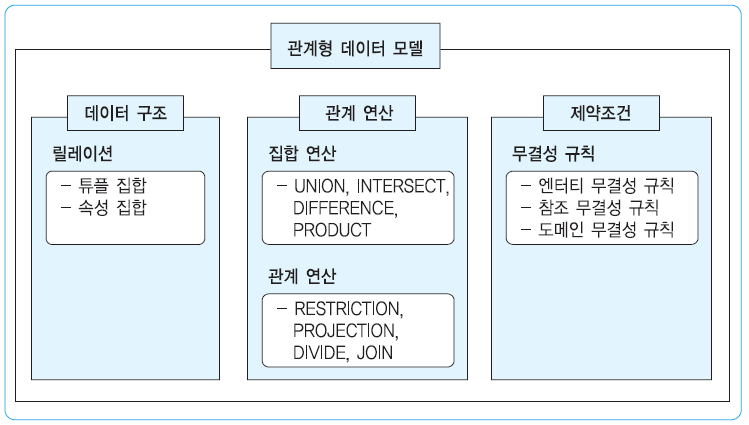 관계형 데이터 모델
데이터 구조
릴레이션
– 튜플 집합
– 속성 집합
관계 연산
집합 연산
– UNION, INTERSECT,
DIFFERENCE,
PRODUCT
관계 연산
– RESTRICTION,
PROJECTION,
DIVIDE, JOIN
제약조건
무결성 규칙
– 엔터티 무결성 규칙
– 참조 무결성 규칙
– 도메인 무결성 규칙